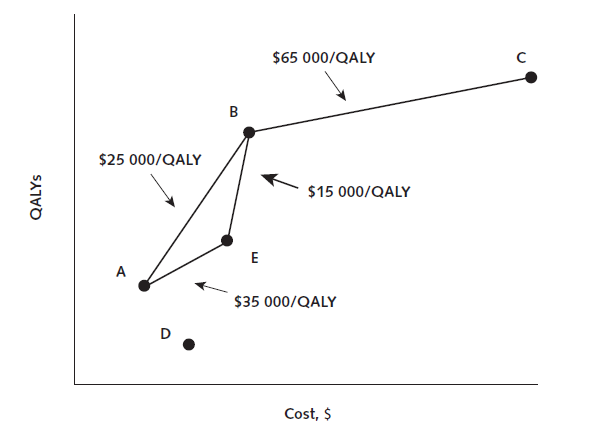 $65 000/QALY
C
B
$25 000/QALY
$15 000/QALY
QALYs
E
A
$35 000/QALY
D
Cost, $